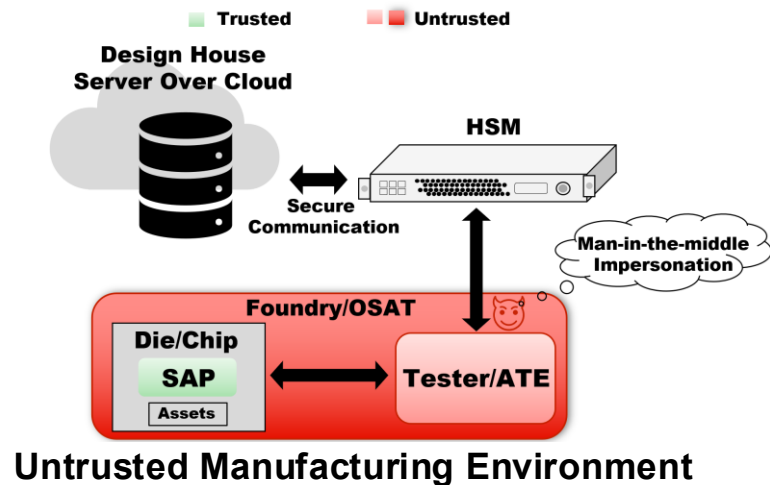 Trusted
Untrusted
Design House
Server Over Cloud
HSM
Secure
Communication
Man-in-the-middle
Impersonation
Foundry/OSAT
Die/Chip
SAP
Assets
Tester/ATE
Untrusted Manufacturing Environment